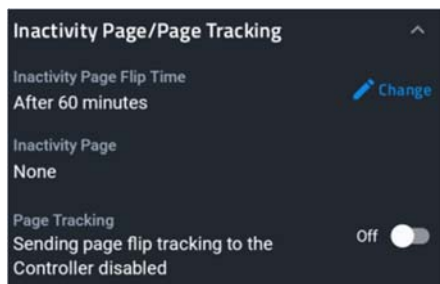 Inactivity Page/Page Tracking
Inactivity Page Flip Time
After 60 minutes
Change
Inactivity Page
None
Page Tracking
Sending page flip tracking to the
Controller disabled
Off